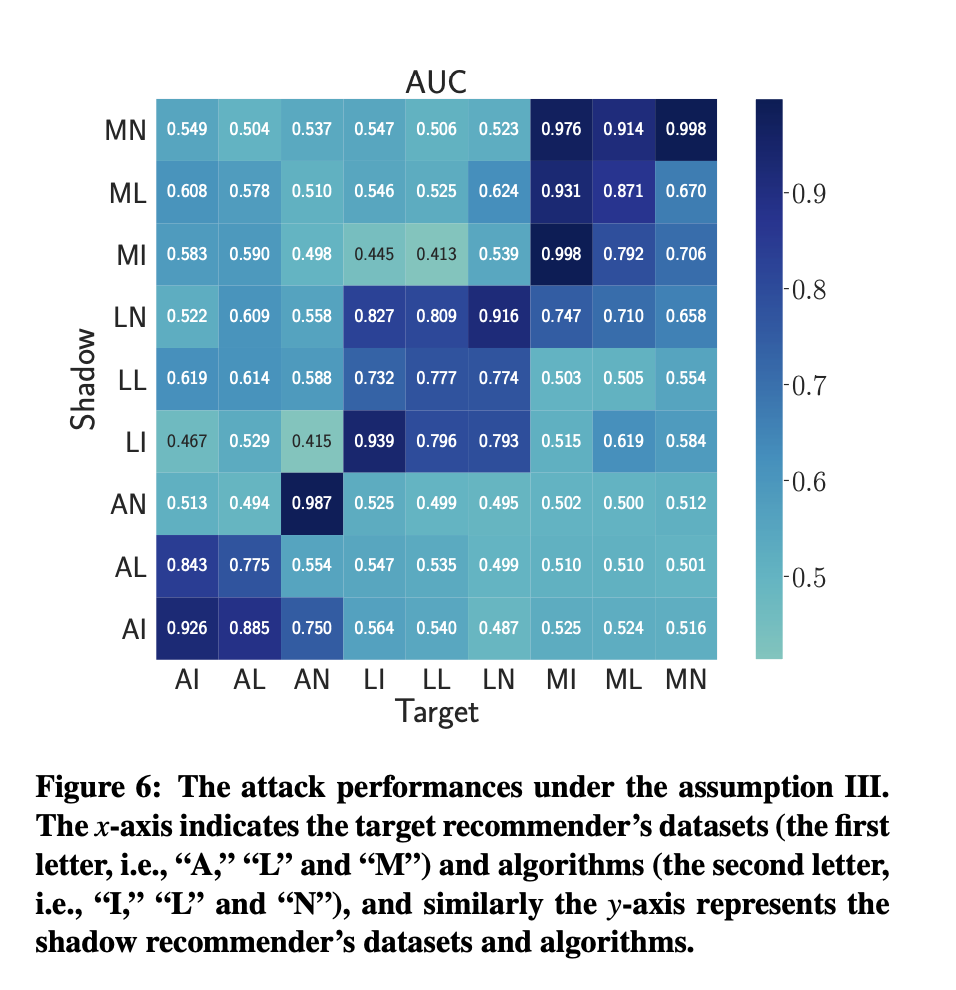 AUC
MN 0.549 0.504 0.537 0.547 0.506 0.523 0.976 0.914 0.998
ML 0.608 0.578 0.510 0.546 0.525 0.624 0.931 0.871 0.670 0.9
MI 0.583 0.590 0.498 0.445 0.413 0.539 0.998 0.792 0.706
0.8
LN 0.522 0.609 0.558 0.827 0.809 0.916 0.747 0.710 0.658
Shadow
LL 0.619 0.614 0.588 0.732 0.777 0.774 0.503 0.505 0.554 0.7
LI 0.467 0.529 0.415 0.939 0.796 0.793 0.515 0.619 0.584
0.6
AN 0.513 0.494 0.987 0.525 0.499 0.495 0.502 0.500 0.512
AL 0.843 0.775 0.554 0.547 0.535 0.499 0.510 0.510 0.501 0.5
AI 0.926 0.885 0.750 0.564 0.540 0.487 0.525 0.524 0.516
AI AL AN LI LL LN MI ML MN
Target
Figure 6: The attack performances under the assumption III.
The x-axis indicates the target recommender's datasets (the first
letter, i.e., “A,” “L” and “M”) and algorithms (the second letter,
i.e., “I,” “L” and “N”), and similarly the y-axis represents the
shadow recommender's datasets and algorithms.